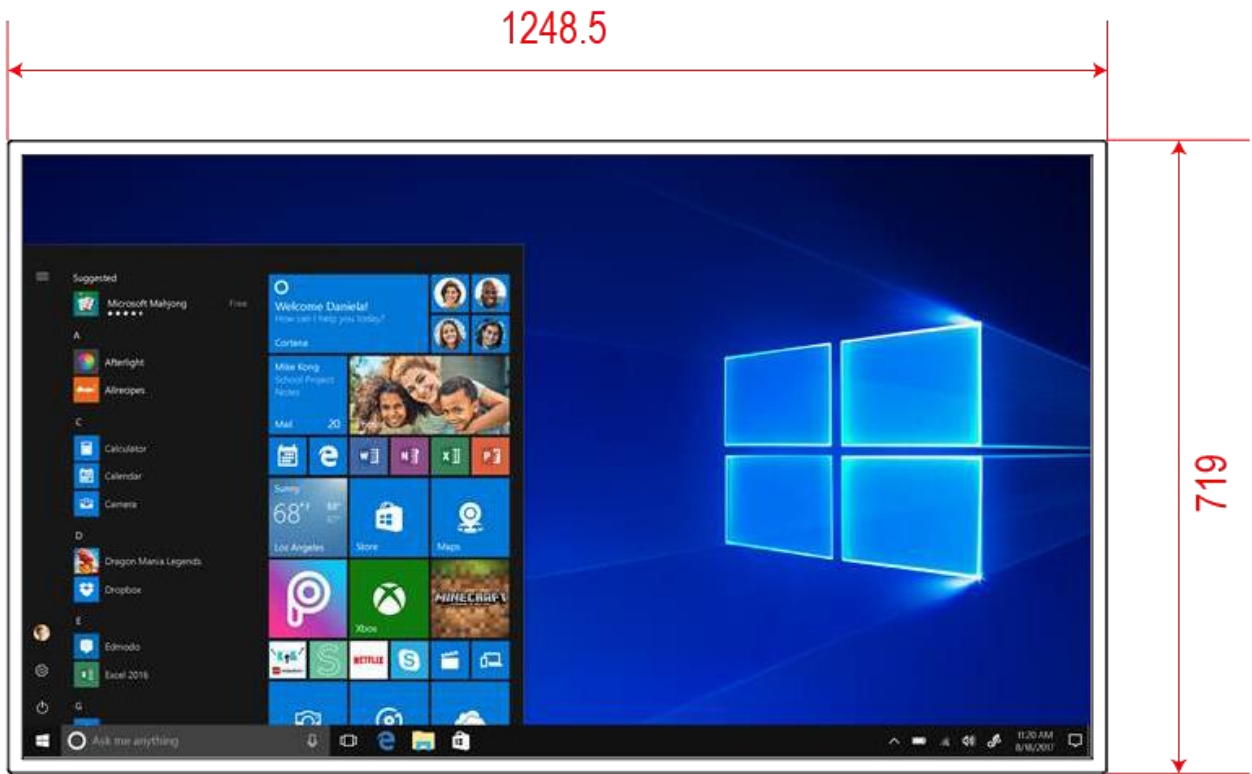 1248.5
719
Suggested
Microsoft Mahjong Free
A
Afterlight
Allrecipes
C
Calculator
Calendar
Camera
D
Dragon Mania Legends
Dropbox
E
Edmodo
Excel 2016
G
Welcome Daniela!
How can I help you today?
Cortana
Mike Kong
School Project
Notes
Mail 20
Sunny
68°
Los Angeles
Store
Maps
Xbox
MINECRAFT
NETFLIX
Ask me anything
11:20 AM
8/18/2017